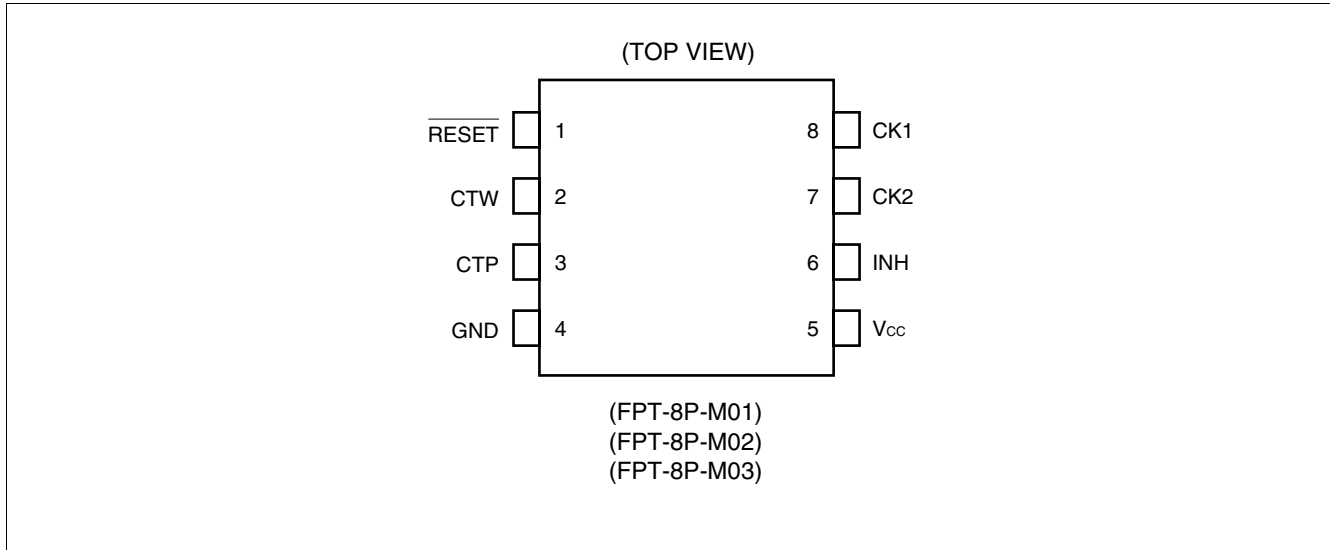 (TOP VIEW)
RESET 1 8 CK1
CTW 2 7 CK2
CTP 3 6 INH
GND 4 5 VCC
(FPT-8P-M01)
(FPT-8P-M02)
(FPT-8P-M03)